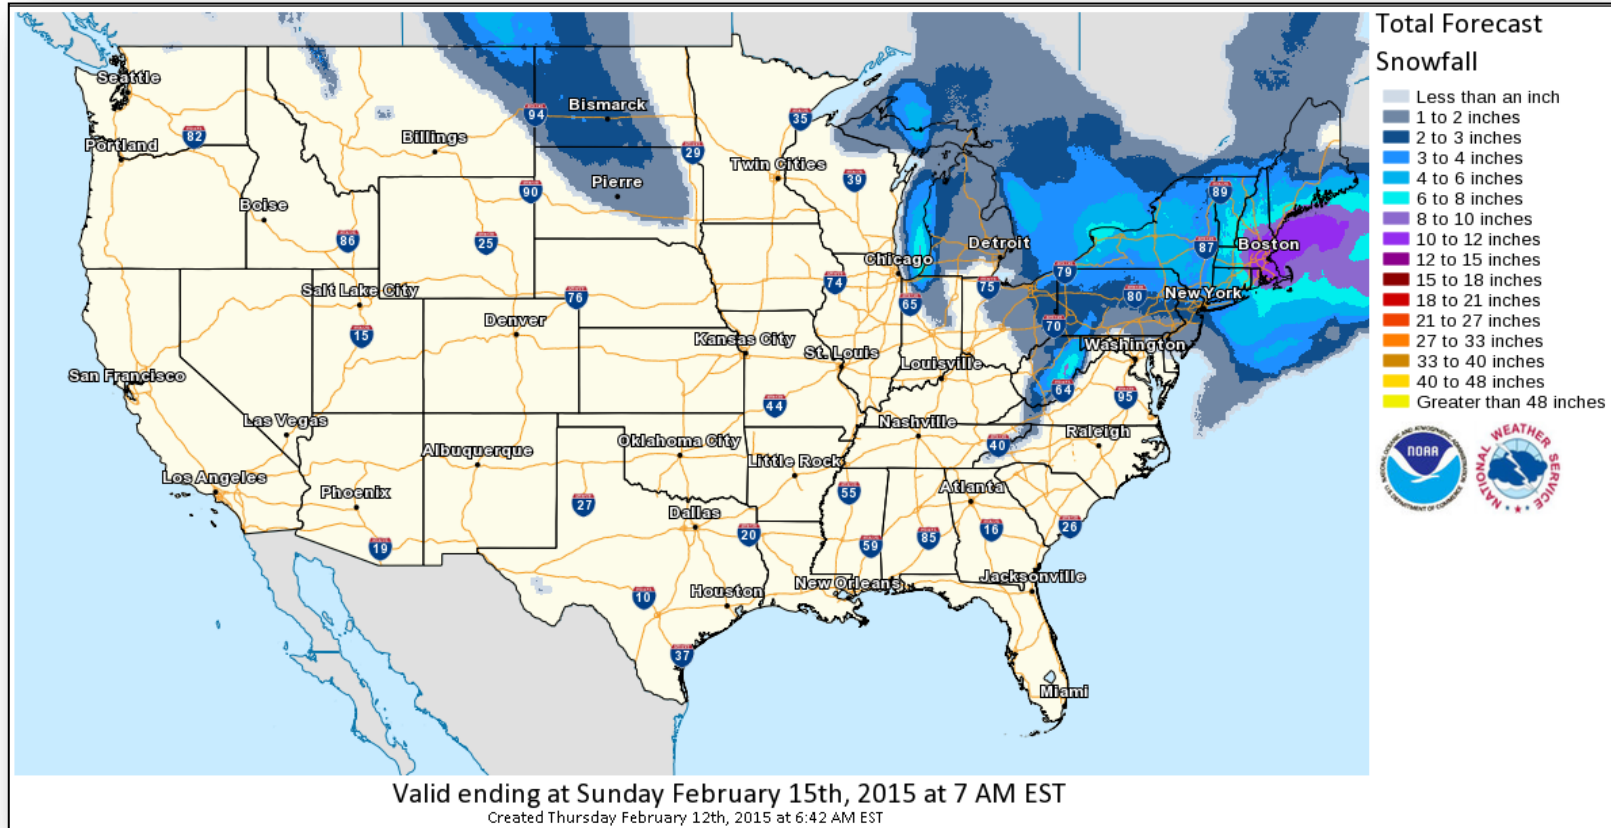 Total Forecast
Snowfall
Less than an inch
1 to 2 inches
2 to 3 inches
3 to 4 inches
4 to 6 inches
6 to 8 inches
8 to 10 inches
10 to 12 inches
12 to 15 inches
15 to 18 inches
18 to 21 inches
21 to 27 inches
27 to 33 inches
33 to 40 inches
40 to 48 inches
Greater than 48 inches
NOAA
NATIONAL WEATHER SERVICE
Seattle
82
Portland
Billings
94
Bismarck
35
29
Twin Cities
39
90
Pierre
Boise
86
25
89
87
Boston
Detroit
Chicago
79
75
74
65
80
New York
Salt Lake City
76
15
Denver
70
Kansas City
St. Louis
Louisville
Washington
San Francisco
64
95
44
Las Vegas
Nashville
Raleigh
40
Oklahoma City
Albuquerque
Little Rock
Los Angeles
Phoenix
27
55
Atlanta
Dallas
20
59
85
16
26
19
10
Houston
New Orleans
Jacksonville
37
Miami
Valid ending at Sunday February 15th, 2015 at 7 AM EST
Created Thursday February 12th, 2015 at 6:42 AM EST